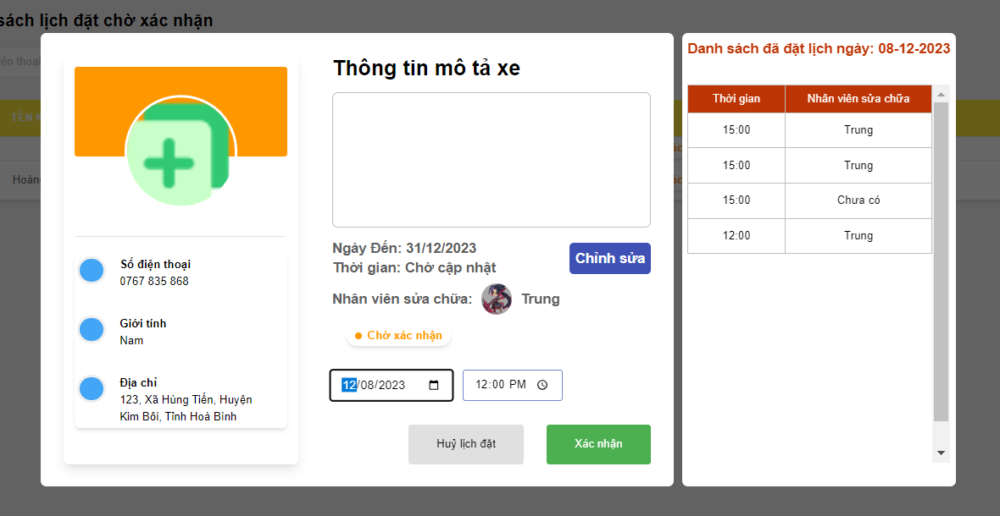 sách lịch đặt chờ xác nhận
TÊN
Thông tin mô tả xe
Số điện thoại
0767 835 868
Giới tính
Nam
Địa chỉ
123, Xã Hùng Tiến, Huyện
Kim Bôi, Tỉnh Hoà Bình
Ngày Đến: 31/12/2023
Thời gian: Chờ cập nhật
Chỉnh sửa
Nhân viên sửa chữa: Trung
Chờ xác nhận
12/08/2023 12:00 PM
Huỷ lịch đặt Xác nhận
Danh sách đã đặt lịch ngày: 08-12-2023
Thời gian Nhân viên sửa chữa
15:00 Trung
15:00 Trung
15:00 Chưa có
12:00 Trung